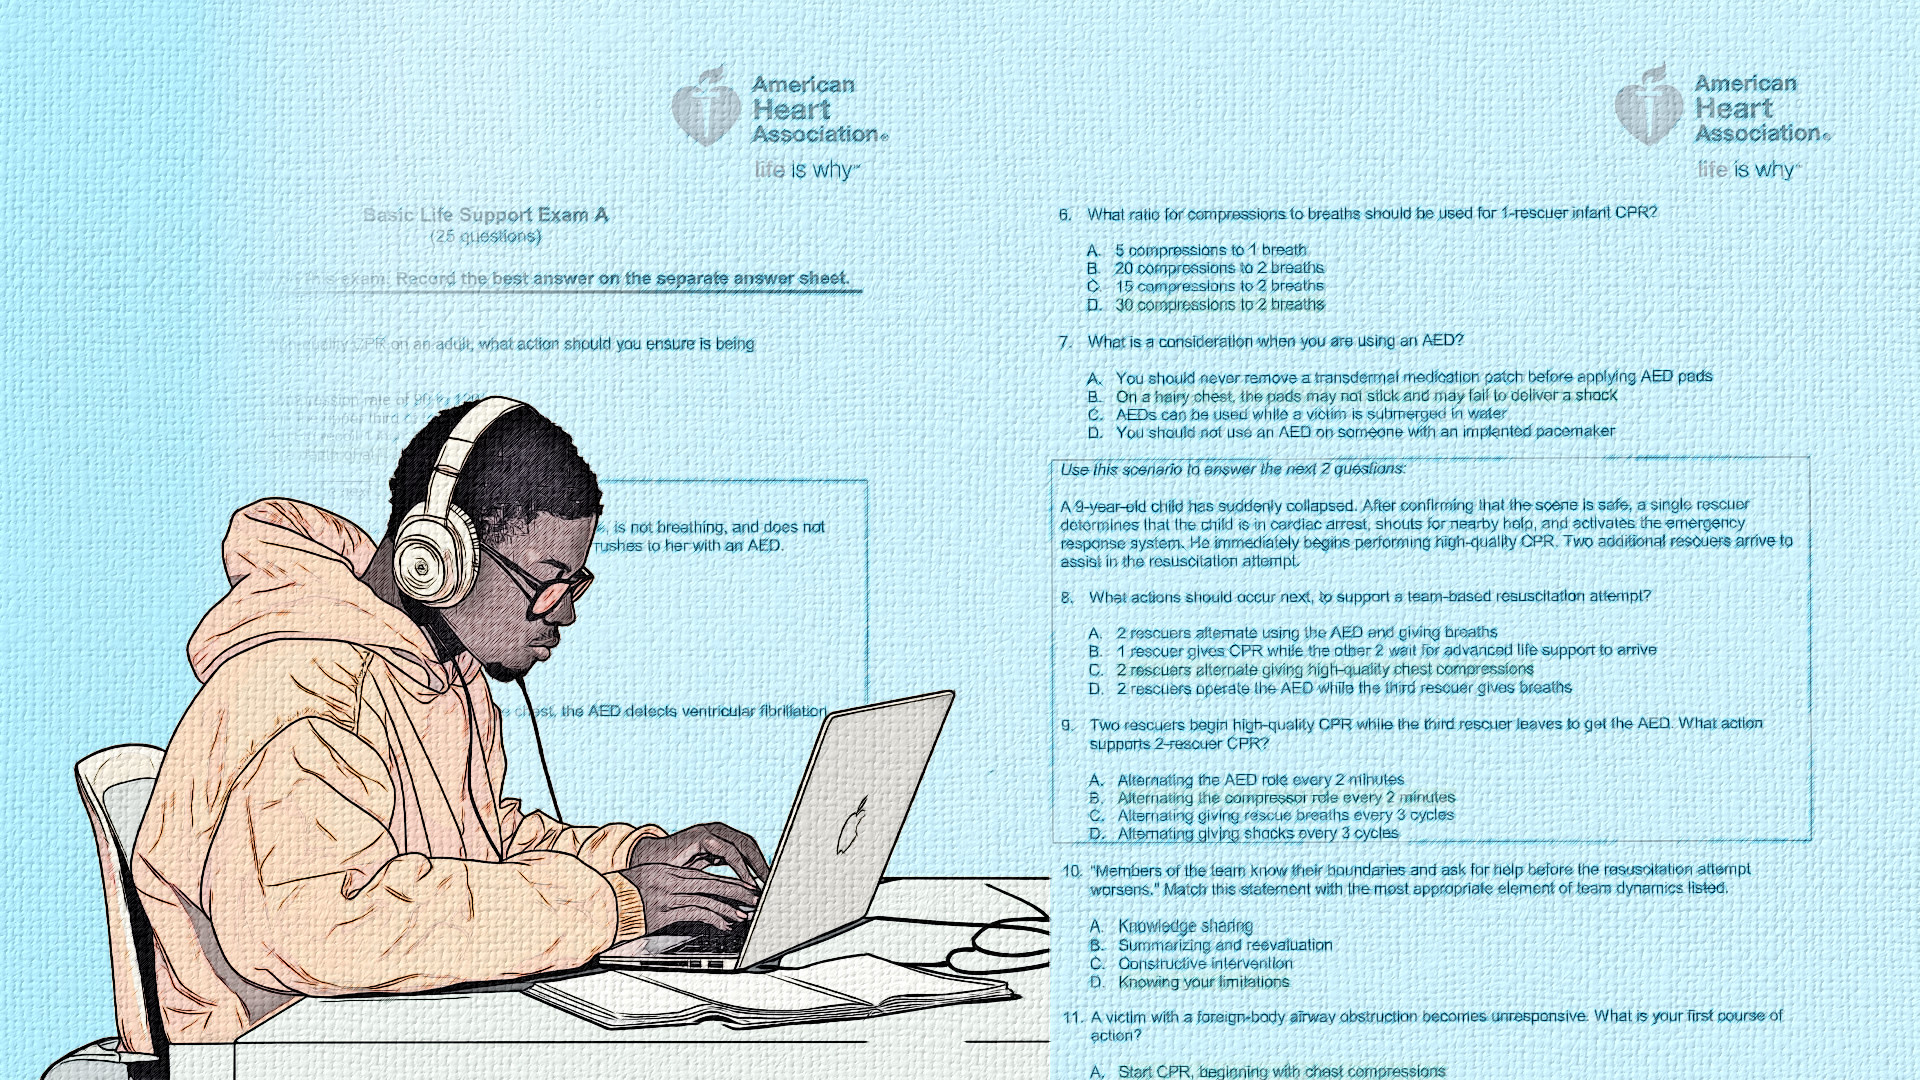 American
Heart
Association®
life is why™
Basic Life Support Exam A
(25 questions)
this exam. Record the best answer on the separate answer sheet.
CPR on an adult, what action should you ensure is being
rate of 90 to 120
third
is not breathing, and does not
rushes to her with an AED.
chest, the AED detects ventricular fibrillation
American
Heart
Association®
life is why™
6. What ratio for compressions to breaths should be used for 1-rescuer infant CPR?
A. 5 compressions to 1 breath
B. 20 compressions to 2 breaths
C. 15 compressions to 2 breaths
D. 30 compressions to 2 breaths
7. What is a consideration when you are using an AED?
A. You should never remove a transdermal medication patch before applying AED pads
B. On a hairy chest, the pads may not stick and may fail to deliver a shock
C. AEDs can be used while a victim is submerged in water
D. You should not use an AED on someone with an implanted pacemaker
Use this scenario to answer the next 2 questions:
A 9-year-old child has suddenly collapsed. After confirming that the scene is safe, a single rescuer
determines that the child is in cardiac arrest, shouts for nearby help, and activates the emergency
response system. He immediately begins performing high-quality CPR. Two additional rescuers arrive to
assist in the resuscitation attempt.
8. What actions should occur next, to support a team-based resuscitation attempt?
A. 2 rescuers alternate using the AED and giving breaths
B. 1 rescuer gives CPR while the other 2 wait for advanced life support to arrive
C. 2 rescuers alternate giving high-quality chest compressions
D. 2 rescuers operate the AED while the third rescuer gives breaths
9. Two rescuers begin high-quality CPR while the third rescuer leaves to get the AED. What action
supports 2-rescuer CPR?
A. Alternating the AED role every 2 minutes
B. Alternating the compressor role every 2 minutes
C. Alternating giving rescue breaths every 3 cycles
D. Alternating giving shocks every 3 cycles
10. "Members of the team know their boundaries and ask for help before the resuscitation attempt
worsens." Match this statement with the most appropriate element of team dynamics listed.
A. Knowledge sharing
B. Summarizing and reevaluation
C. Constructive intervention
D. Knowing your limitations
11. A victim with a foreign-body airway obstruction becomes unresponsive. What is your first course of
action?
A. Start CPR, beginning with chest compressions